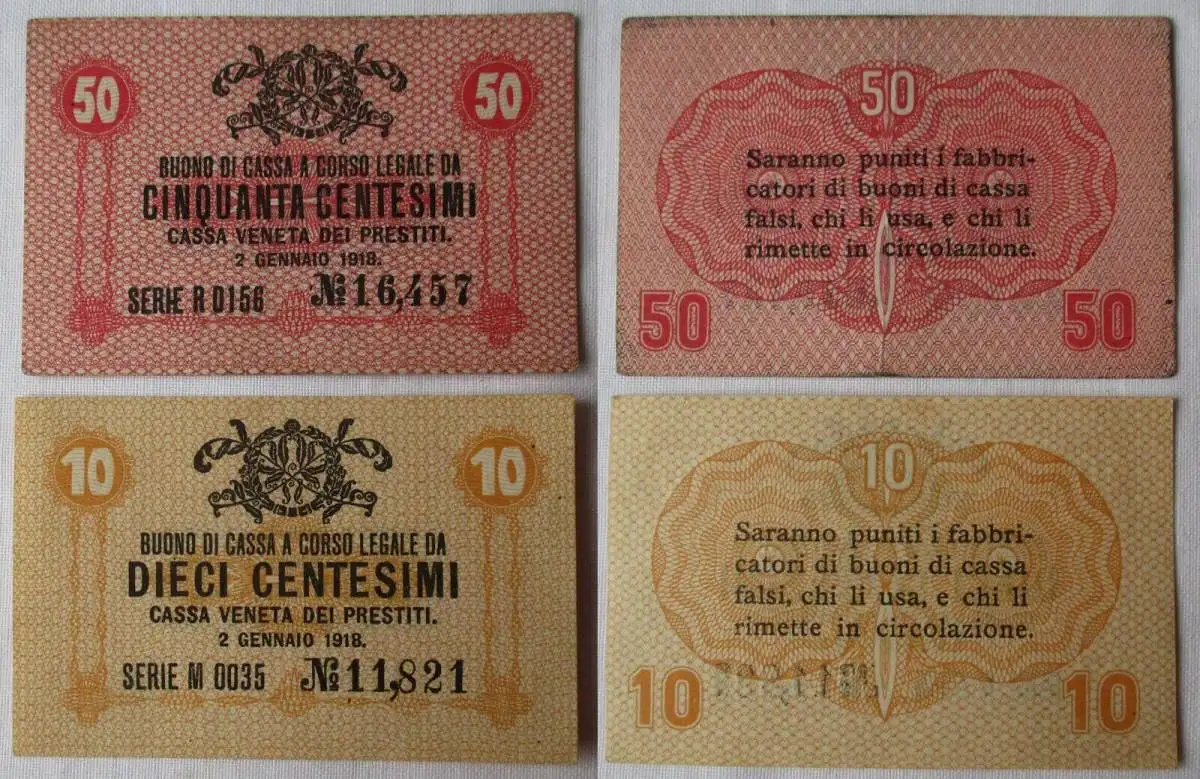 50 50
BUONO DI CASSA A CORSO LEGALE DA
CINQUANTA CENTESIMI
CASSA VENETA DEI PRESTITI.
2 GENNAIO 1918.
SERIE R 0156 № 16,457
50
Saranno puniti i fabbri-
catori di buoni di cassa
falsi, chi li usa, e chi li
rimette in circolazione.
50 50
10 10
BUONO DI CASSA A CORSO LEGALE DA
DIECI CENTESIMI
CASSA VENETA DEI PRESTITI.
2 GENNAIO 1918.
SERIE M 0035 № 11,821
10
Saranno puniti i fabbri-
catori di buoni di cassa
falsi, chi li usa, e chi li
rimette in circolazione.
10 10